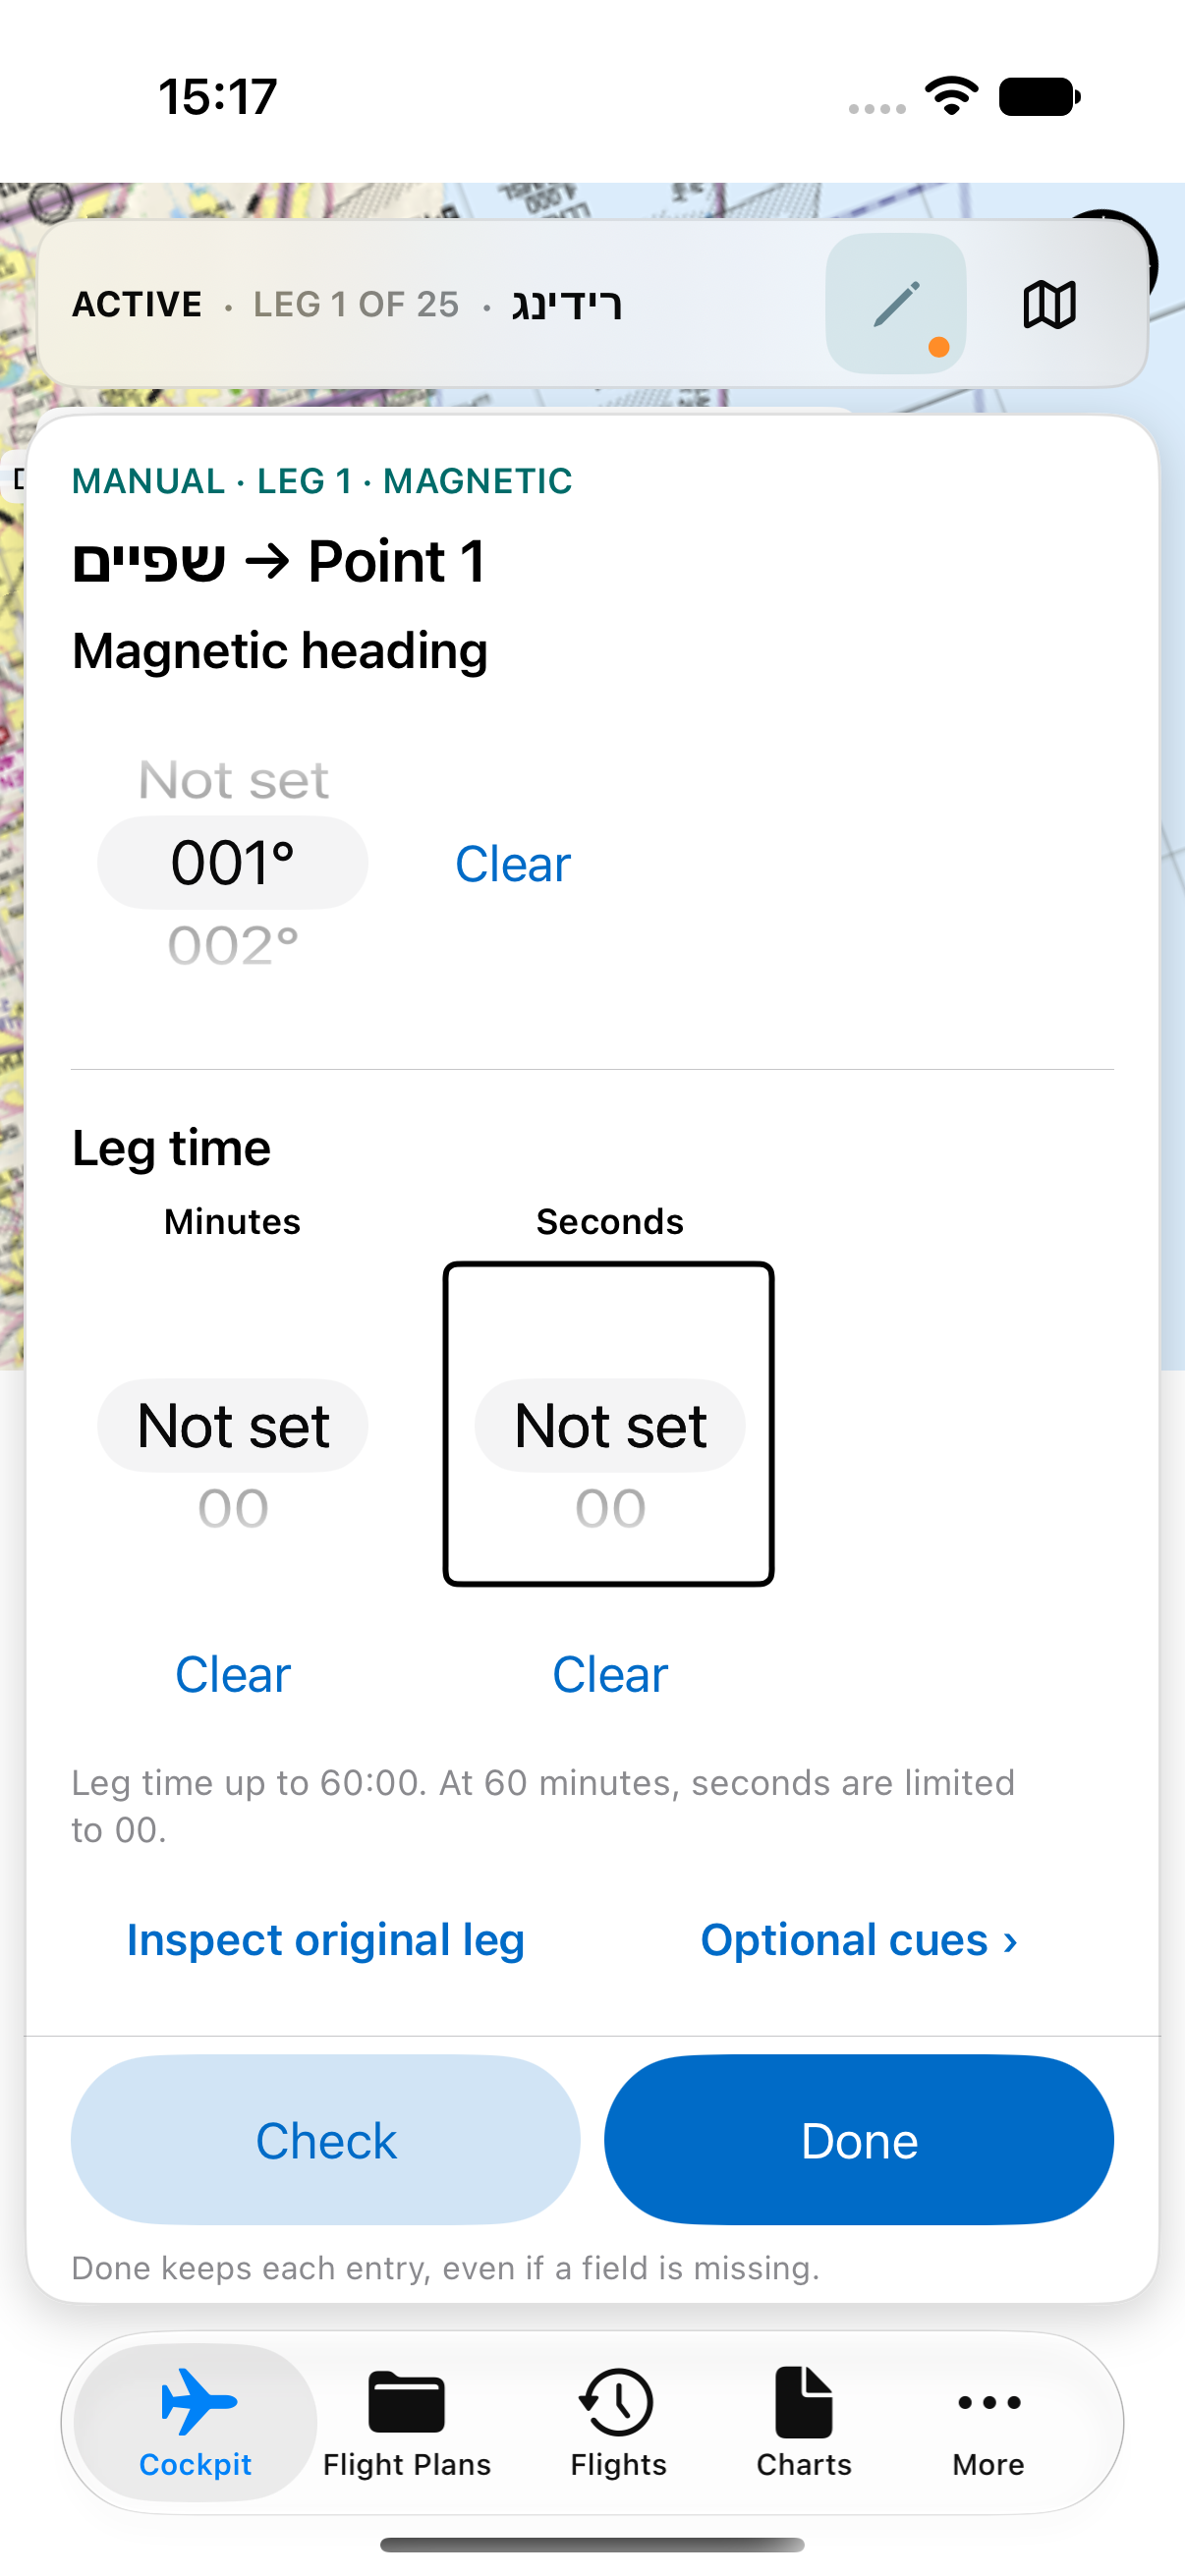 15:17
ACTIVE · LEG 1 OF 25 · רידינג
MANUAL · LEG 1 · MAGNETIC
שפיים → Point 1
Magnetic heading
Not set
001° Clear
002°
Leg time
Minutes Seconds
Not set Not set
00 00
Clear Clear
Leg time up to 60:00. At 60 minutes, seconds are limited
to 00.
Inspect original leg Optional cues ›
Check Done
Done keeps each entry, even if a field is missing.
Cockpit Flight Plans Flights Charts More